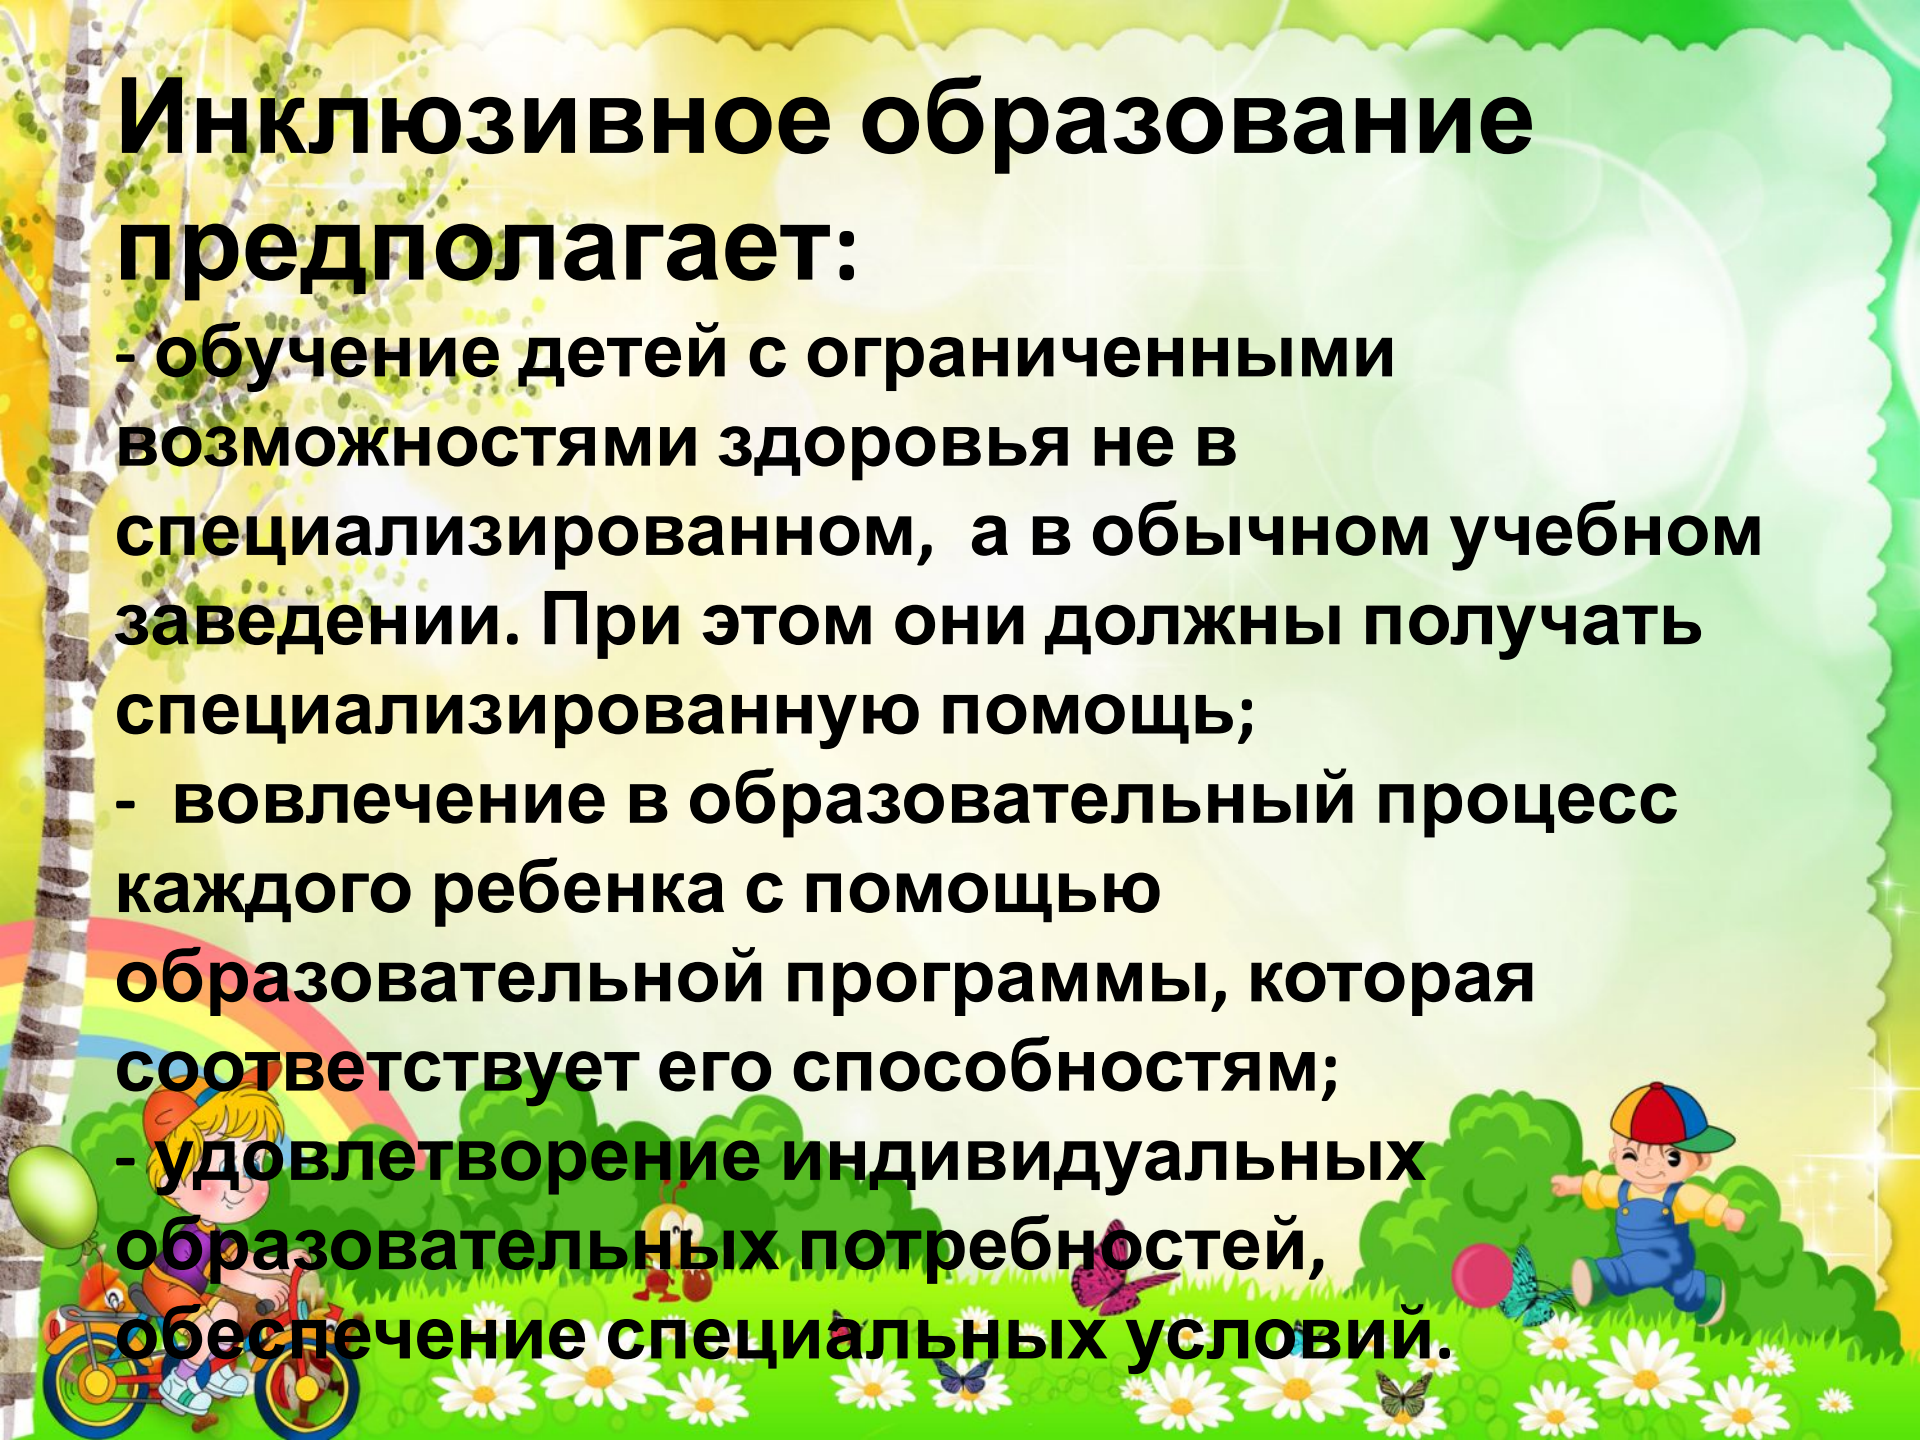 Инклюзивное образование
предполагает:
- обучение детей с ограниченными
возможностями здоровья не в
специализированном,  а в обычном учебном
заведении. При этом они должны получать
специализированную помощь;
-  вовлечение в образовательный процесс
каждого ребенка с помощью
образовательной программы, которая
соответствует его способностям;
- удовлетворение индивидуальных
образовательных потребностей,
обеспечение специальных условий.